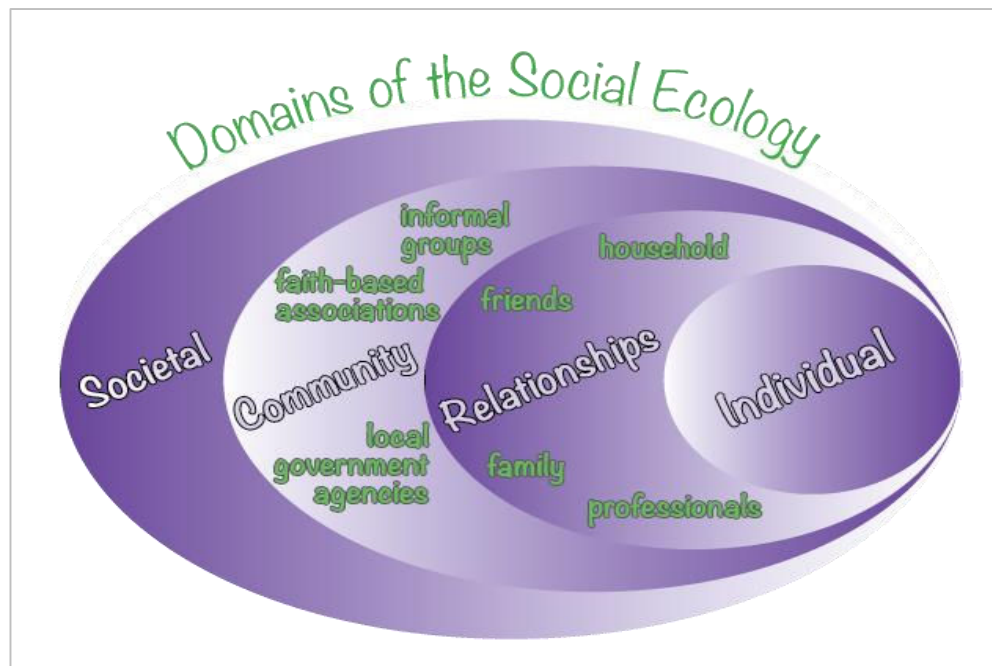 Domains of the Social Ecology
informal
groups
household
faith-based
associations
friends
Societal
Community
Relationships
Individual
local
government
agencies
family
professionals